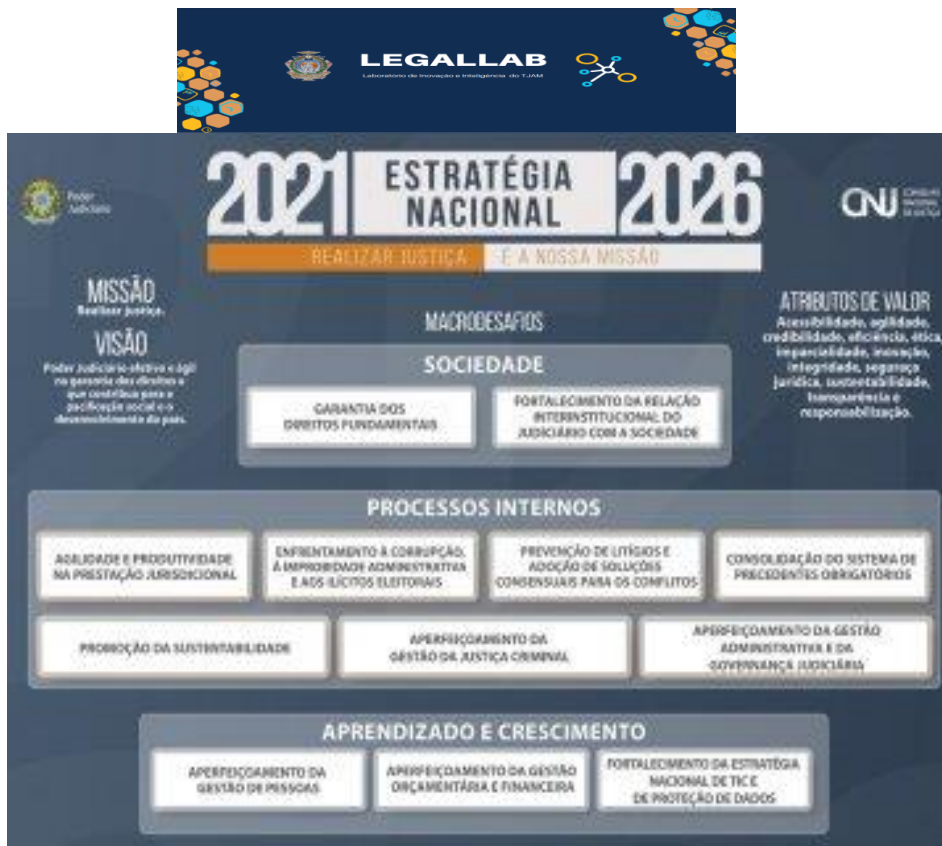 LEGALLAB
Laboratório de Inovação e Inteligência do TJAM
2021 ESTRATÉGIA NACIONAL 2026
REALIZAR JUSTIÇA É A NOSSA MISSÃO
Poder
Judiciário
CNJ
CONSELHO
NACIONAL
DE JUSTIÇA
MISSÃO
Realizar justiça.
VISÃO
Poder Judiciário efetivo e ágil
na garantia dos direitos e
que contribua para a
pacificação social e o
desenvolvimento do país.
ATRIBUTOS DE VALOR
Acessibilidade, agilidade,
credibilidade, eficiência, ética,
imparcialidade, inovação,
integridade, segurança
jurídica, sustentabilidade,
transparência e
responsabilização.
MACRODESAFIOS
SOCIEDADE
GARANTIA DOS
DIREITOS FUNDAMENTAIS
FORTALECIMENTO DA RELAÇÃO
INTERINSTITUCIONAL DO
JUDICIÁRIO COM A SOCIEDADE
PROCESSOS INTERNOS
AGILIDADE E PRODUTIVIDADE
NA PRESTAÇÃO JURISDICIONAL
ENFRENTAMENTO À CORRUPÇÃO,
À IMPROBIDADE ADMINISTRATIVA
E AOS ILÍCITOS ELEITORAIS
PREVENÇÃO DE LITÍGIOS E
ADOÇÃO DE SOLUÇÕES
CONSENSUAIS PARA OS CONFLITOS
CONSOLIDAÇÃO DO SISTEMA DE
PRECEDENTES OBRIGATÓRIOS
PROMOÇÃO DA SUSTENTABILIDADE
APERFEIÇOAMENTO DA
GESTÃO DA JUSTIÇA CRIMINAL
APERFEIÇOAMENTO DA GESTÃO
ADMINISTRATIVA E DA
GOVERNANÇA JUDICIÁRIA
APRENDIZADO E CRESCIMENTO
APERFEIÇOAMENTO DA
GESTÃO DE PESSOAS
APERFEIÇOAMENTO DA GESTÃO
ORÇAMENTÁRIA E FINANCEIRA
FORTALECIMENTO DA ESTRATÉGIA
NACIONAL DE TIC E
DE PROTEÇÃO DE DADOS